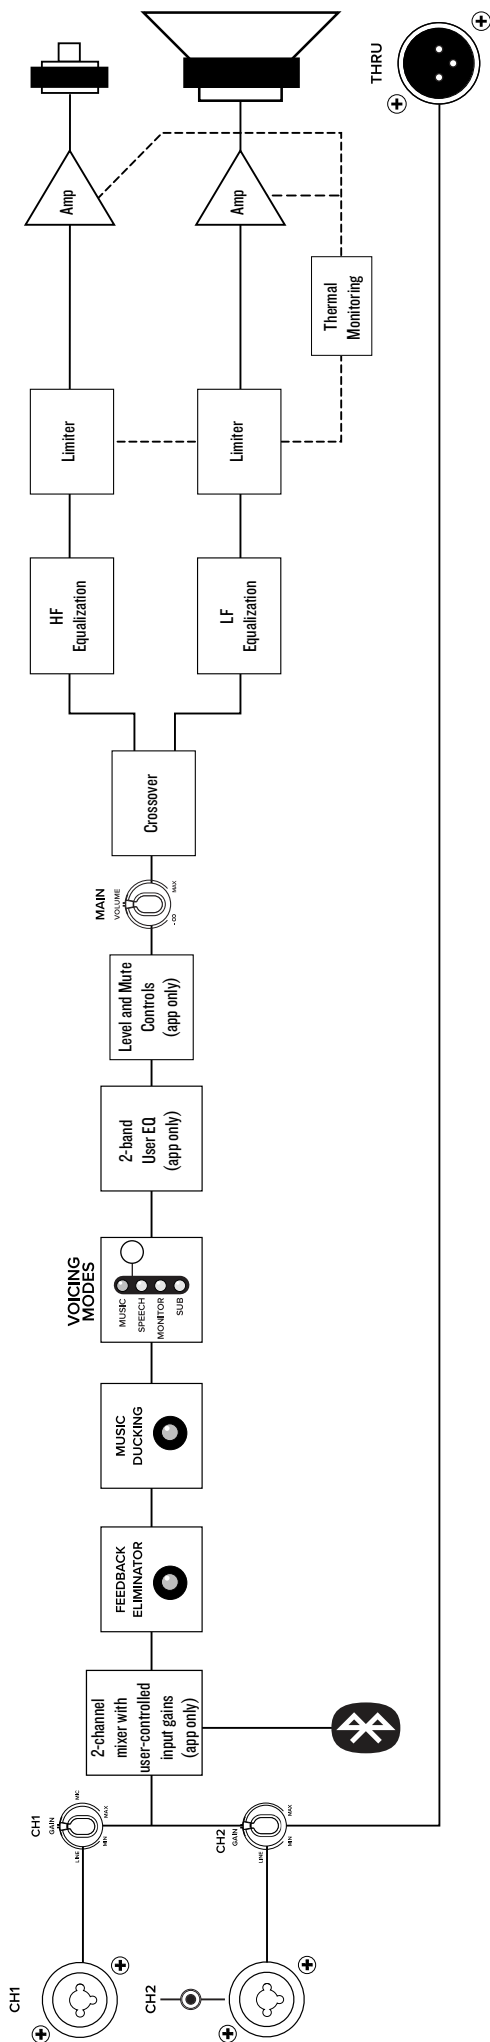 CH1
CH2
CH1
GAIN
LINE
MIC
MIN
MAX
CH2
GAIN
LINE
MIN
MAX
2-channel
mixer with
user-controlled
input gains
(app only)
FEEDBACK
ELIMINATOR
MUSIC
DUCKING
VOICING
MODES
MUSIC
SPEECH
MONITOR
SUB
2-band
User EQ
(app only)
Level and Mute
Controls
(app only)
MAIN
VOLUME
-∞
MAX
Crossover
HF
Equalization
LF
Equalization
Limiter
Limiter
Thermal
Monitoring
Amp
Amp
THRU